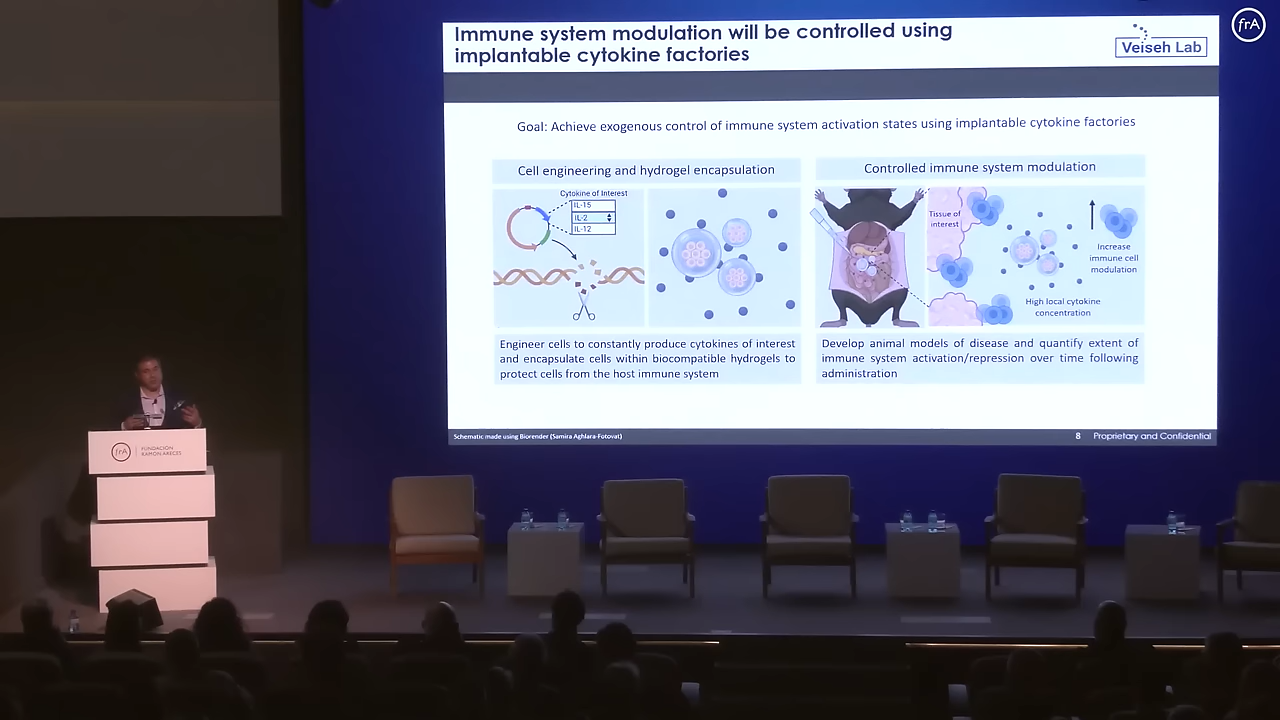 frA
Immune system modulation will be controlled using
implantable cytokine factories
Veiseh Lab
Goal: Achieve exogenous control of immune system activation states using implantable cytokine factories
Cell engineering and hydrogel encapsulation
Cytokine of Interest
IL-15
IL-2
IL-12
Engineer cells to constantly produce cytokines of interest
and encapsulate cells within biocompatible hydrogels to
protect cells from the host immune system
Controlled immune system modulation
Tissue of
interest
Increase
immune cell
modulation
High local cytokine
concentration
Develop animal models of disease and quantify extent of
immune system activation/repression over time following
administration
Schematic made using Biorender (Samira Aghlara-Fotovat)
8 Proprietary and Confidential
frA
FUNDACIÓN
RAMÓN ARECES